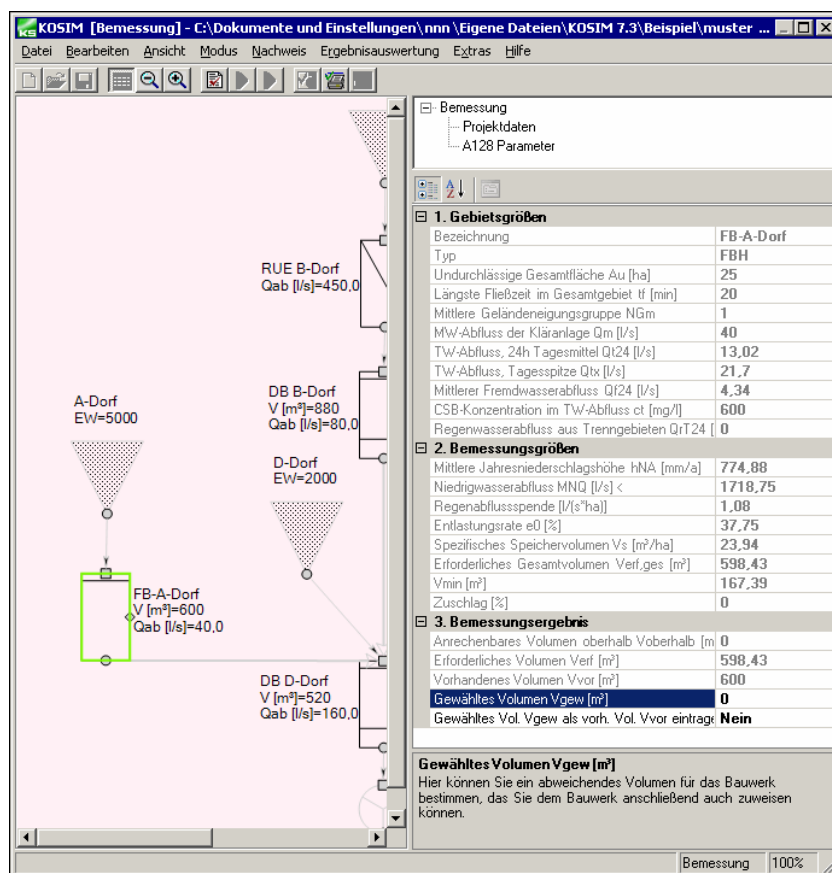 KOSIM [Bemessung] - C:\Dokumente und Einstellungen\nnn \Eigene Dateien\KOSIM 7.3\Beispiel\muster ...
Datei Bearbeiten Ansicht Modus Nachweis Ergebnisauswertung Extras Hilfe
RUE B-Dorf
Qab [l/s]=450,0
A-Dorf
EW=5000
DB B-Dorf
V [m³]=880
Qab [l/s]=80,0
D-Dorf
EW=2000
FB-A-Dorf
V [m³]=600
Qab [l/s]=40,0
DB D-Dorf
V [m³]=520
Qab [l/s]=160,0
Bemessung
Projektdaten
A128 Parameter
1. Gebietsgrößen
Bezeichnung FB-A-Dorf
Typ FBH
Undurchlässige Gesamtfläche Au [ha] 25
Längste Fließzeit im Gesamtgebiet tf [min] 20
Mittlere Geländeneigungsgruppe NGm 1
MW-Abfluss der Kläranlage Qm [l/s] 40
TW-Abfluss, 24h Tagesmittel Qt24 [l/s] 13,02
TW-Abfluss, Tagesspitze Qtx [l/s] 21,7
Mittlerer Fremdwasserabfluss Qf24 [l/s] 4,34
CSB-Konzentration im TW-Abfluss ct [mg/l] 600
Regenwasserabfluss aus Trenngebieten QrT24 [ 0
2. Bemessungsgrößen
Mittlere Jahresniederschlagshöhe hNA [mm/a] 774,88
Niedrigwasserabfluss MNQ [l/s] < 1718,75
Regenabflussspende [l/(s*ha)] 1,08
Entlastungsrate e0 [%] 37,75
Spezifisches Speichervolumen Vs [m³/ha] 23,94
Erforderliches Gesamtvolumen Verf,ges [m³] 598,43
Vmin [m³] 167,39
Zuschlag [%] 0
3. Bemessungsergebnis
Anrechenbares Volumen oberhalb Voberhalb [m 0
Erforderliches Volumen Verf [m³] 598,43
Vorhandenes Volumen Vvor [m³] 600
Gewähltes Volumen Vgew [m³] 0
Gewähltes Vol. Vgew als vorh. Vol. Vvor eintrage Nein
Gewähltes Volumen Vgew [m³]
Hier können Sie ein abweichendes Volumen für das Bauwerk
bestimmen, das Sie dem Bauwerk anschließend auch zuweisen
können.
Bemessung 100%